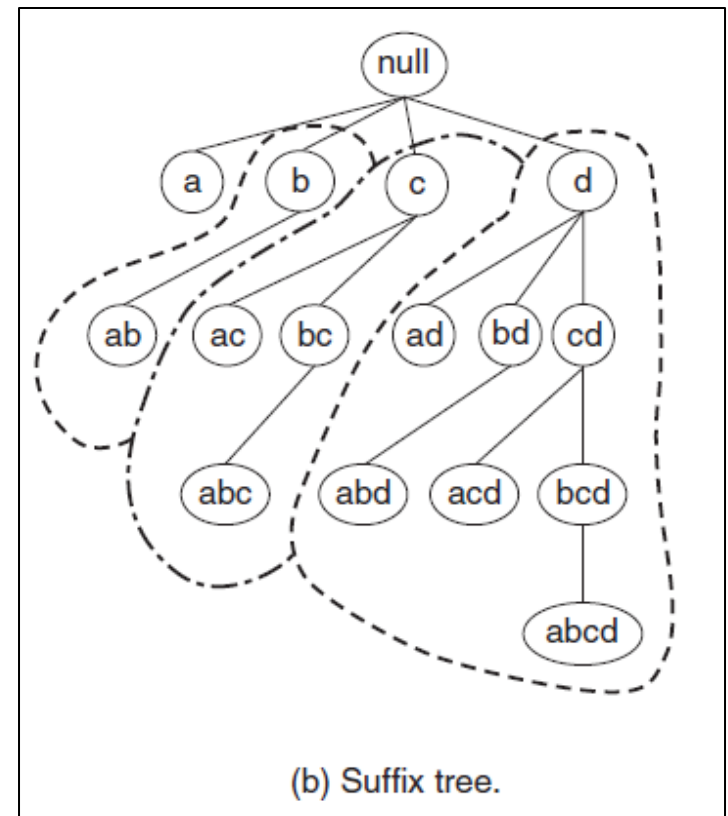 null
a b c d
ab ac bc ad bd cd
abc abd acd bcd
abcd
(b) Suffix tree.